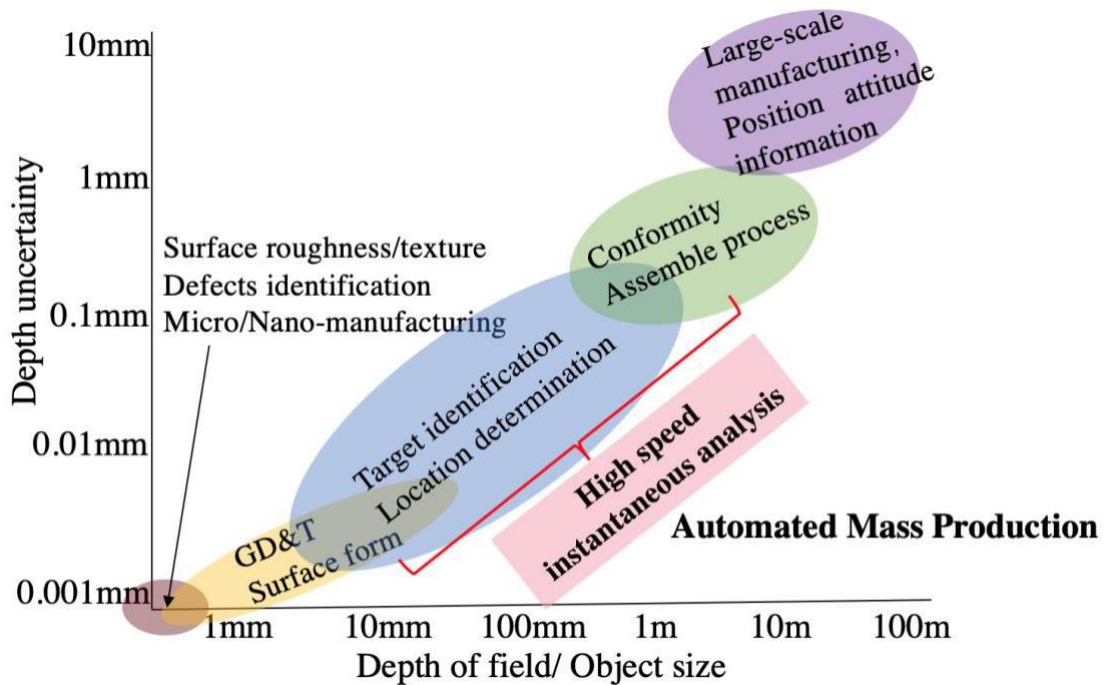 10mm
1mm
0.1mm
0.01mm
0.001mm
Depth uncertainty
Large-scale
manufacturing,
Position attitude
information
Conformity
Assemble process
Surface roughness/texture
Defects identification
Micro/Nano-manufacturing
Target identification
Location determination
GD&T
Surface form
High speed
instantaneous analysis
Automated Mass Production
1mm
10mm
100mm
1m
10m
100m
Depth of field/ Object size